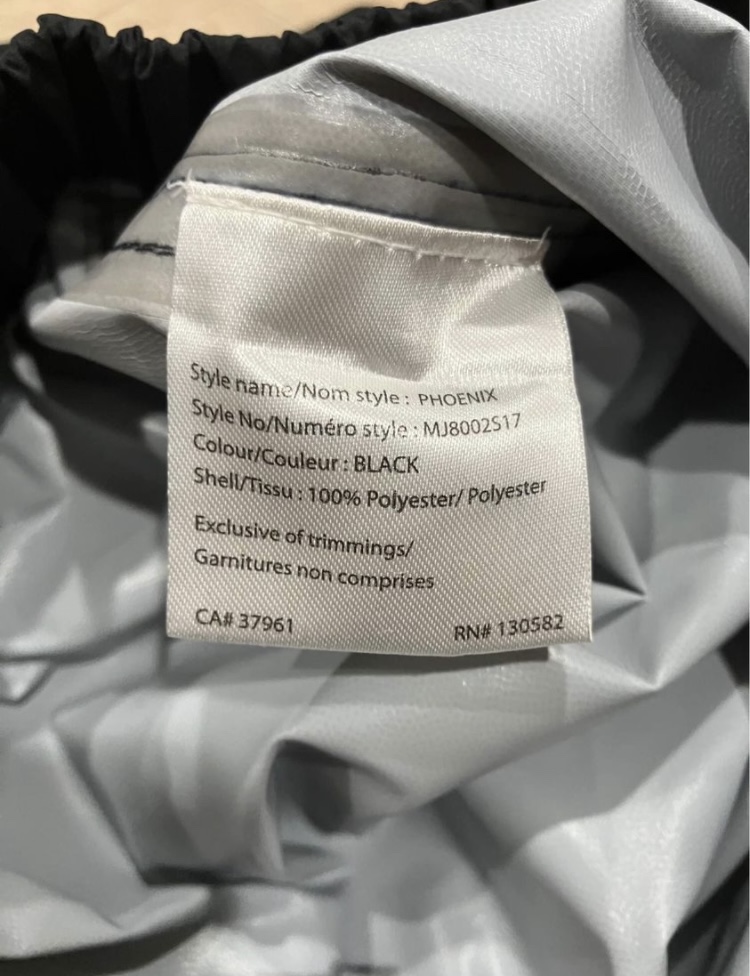 Style name/Nom style : PHOENIX
Style No/Numéro style : MJ8002S17
Colour/Couleur : BLACK
Shell/Tissu : 100% Polyester/ Polyester
Exclusive of trimmings/
Garnitures non comprises
CA# 37961 RN# 130582